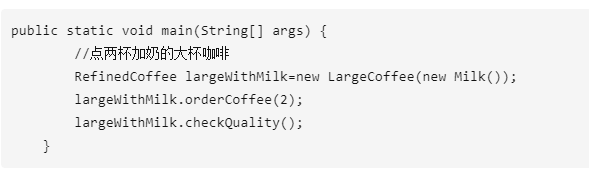 public static void main(String[] args) {
//点两杯加奶的大杯咖啡
RefinedCoffee largeWithMilk=new LargeCoffee(new Milk());
largeWithMilk.orderCoffee(2);
largeWithMilk.checkQuality();
}